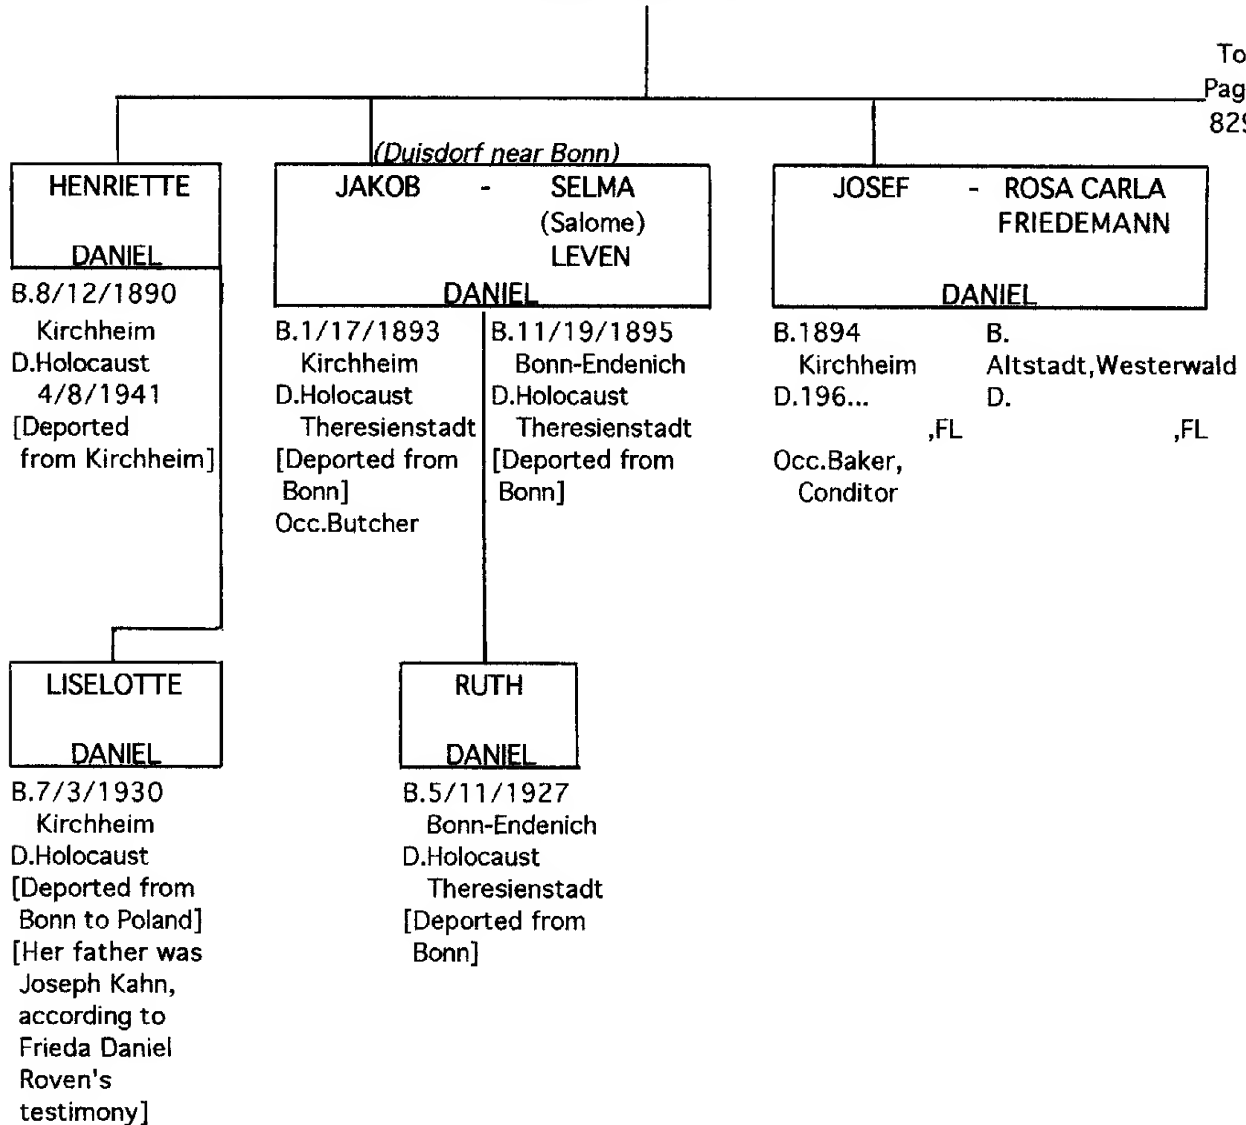 To
Pag
829
(Duisdorf near Bonn)
HENRIETTE
DANIEL
B.8/12/1890
Kirchheim
D.Holocaust
4/8/1941
[Deported
from Kirchheim]
JAKOB - SELMA
(Salome)
LEVEN
DANIEL
B.1/17/1893
Kirchheim
D.Holocaust
Theresienstadt
[Deported from
Bonn]
Occ.Butcher
B.11/19/1895
Bonn-Endenich
D.Holocaust
Theresienstadt
[Deported from
Bonn]
JOSEF - ROSA CARLA
FRIEDEMANN
DANIEL
B.1894
Kirchheim
D.196...
,FL
Occ.Baker,
Conditor
B.
Altstadt,Westerwald
D.
,FL
LISELOTTE
DANIEL
B.7/3/1930
Kirchheim
D.Holocaust
[Deported from
Bonn to Poland]
[Her father was
Joseph Kahn,
according to
Frieda Daniel
Roven's
testimony]
RUTH
DANIEL
B.5/11/1927
Bonn-Endenich
D.Holocaust
Theresienstadt
[Deported from
Bonn]